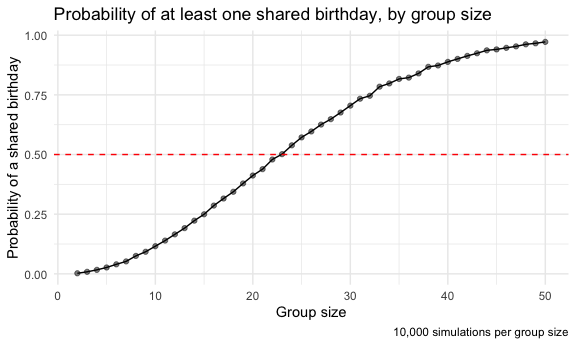 Probability of at least one shared birthday, by group size
Probability of a shared birthday
1.00
0.75
0.50
0.25
0.00
0
10
20
30
40
50
Group size
10,000 simulations per group size